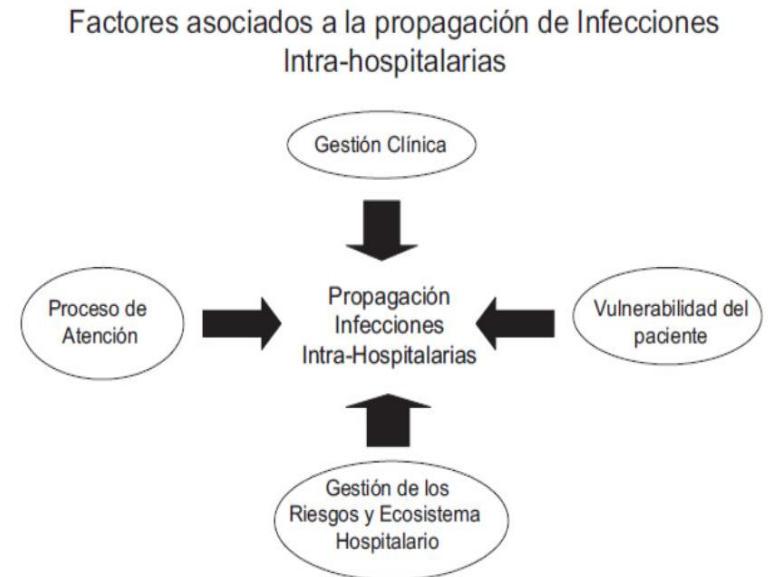 Factores asociados a la propagación de Infecciones
Intra-hospitalarias
Gestión Clínica
Proceso de
Atención
Propagación
Infecciones
Intra-Hospitalarias
Vulnerabilidad del
paciente
Gestión de los
Riesgos y Ecosistema
Hospitalario